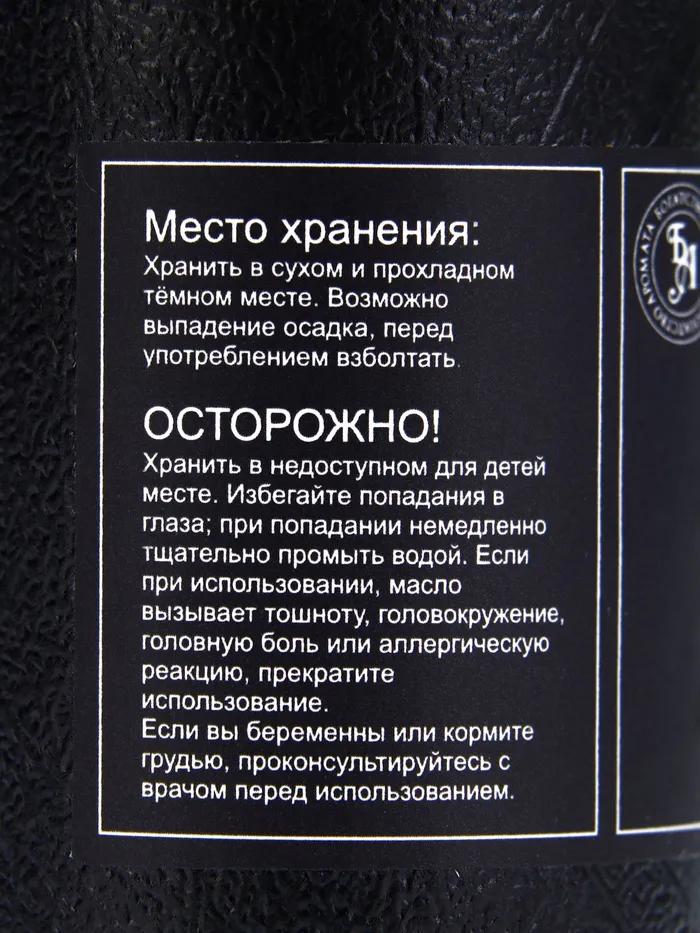 Место хранения:
Хранить в сухом и прохладном
тёмном месте. Возможно
выпадение осадка, перед
употреблением взболтать.
ОСТОРОЖНО!
Хранить в недоступном для детей
месте. Избегайте попадания в
глаза; при попадании немедленно
тщательно промыть водой. Если
при использовании, масло
вызывает тошноту, головокружение,
головную боль или аллергическую
реакцию, прекратите
использование.
Если вы беременны или кормите
грудью, проконсультируйтесь с
врачом перед использованием.
АРОМАТА